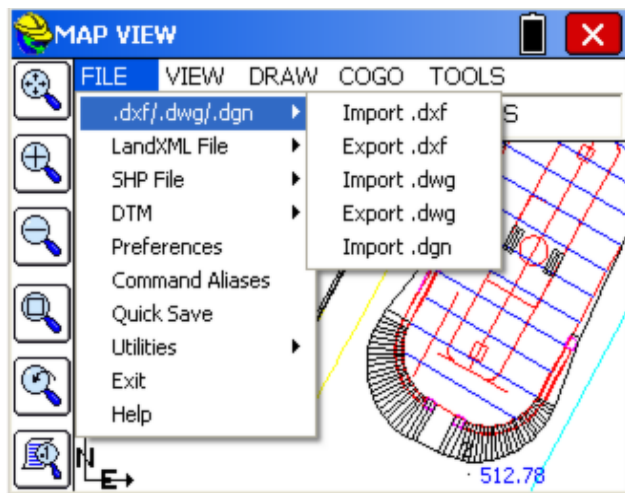 MAP VIEW
FILE VIEW DRAW COGO TOOLS
.dxf/.dwg/.dgn
LandXML File
SHP File
DTM
Preferences
Command Aliases
Quick Save
Utilities
Exit
Help
Import .dxf
Export .dxf
Import .dwg
Export .dwg
Import .dgn
S
N
E
512.78